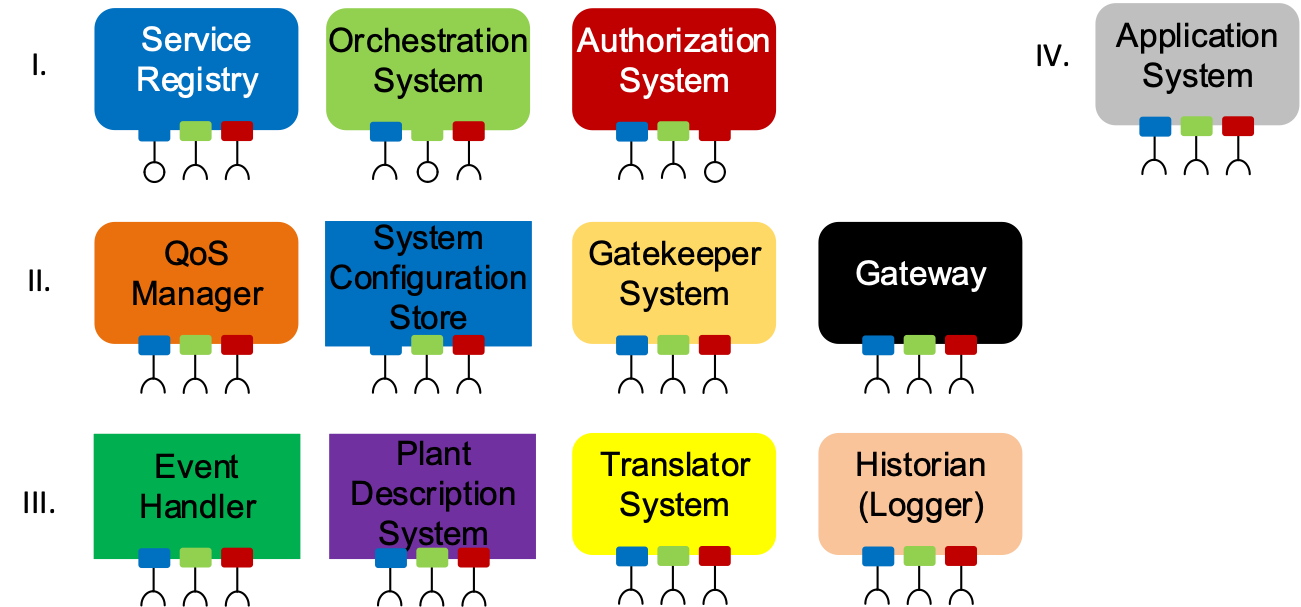 I.
Service
Registry
Orchestration
System
Authorization
System
IV.
Application
System
II.
QoS
Manager
System
Configuration
Store
Gatekeeper
System
Gateway
III.
Event
Handler
Plant
Description
System
Translator
System
Historian
(Logger)